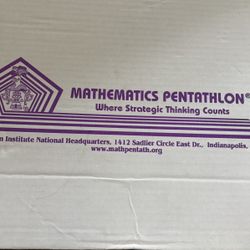 MATHEMATICS PENTATHLON®
Where Strategic Thinking Counts
Institute National Headquarters, 1412 Sadlier Circle East Dr., Indianapolis,
www.mathpentath.org